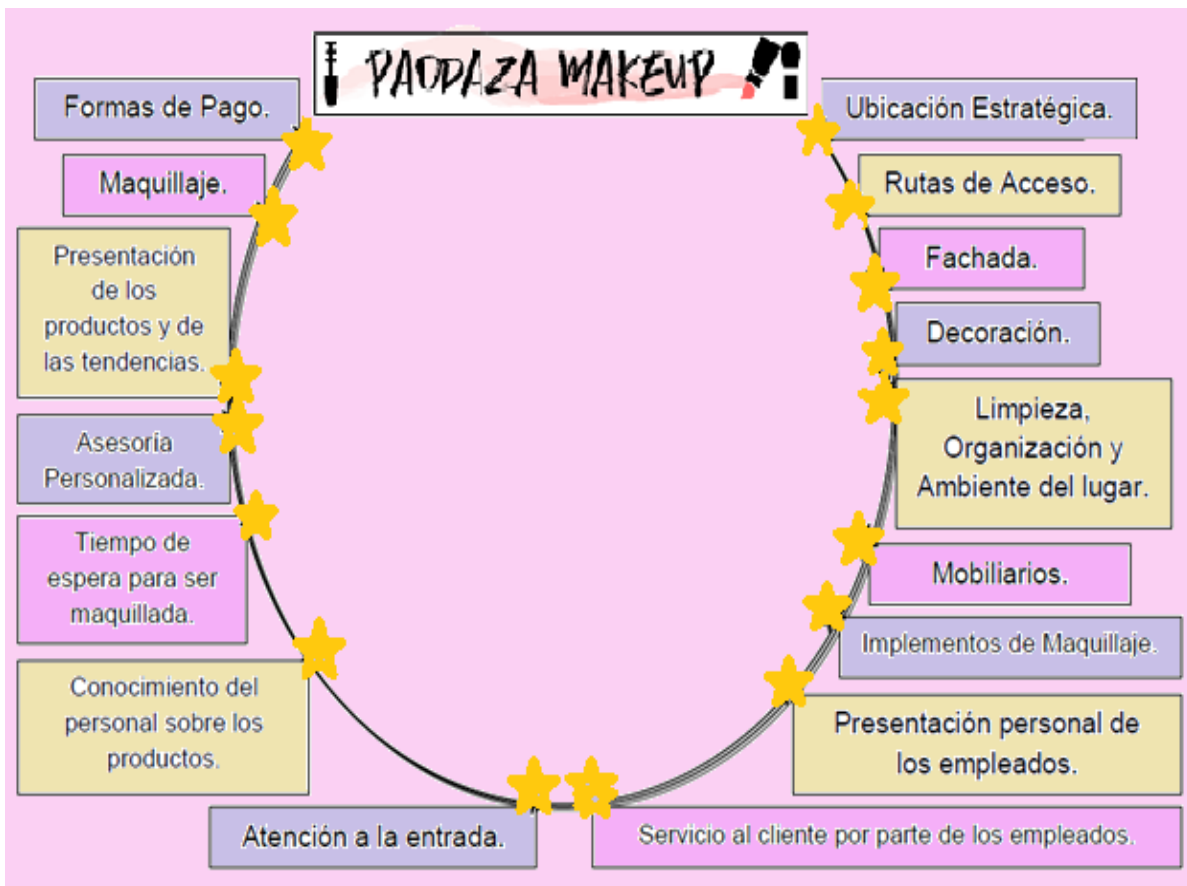 PAODAZA MAKEUP
Formas de Pago.
Maquillaje.
Presentación
de los
productos y de
las tendencias.
Asesoría
Personalizada.
Tiempo de
espera para ser
maquillada.
Conocimiento del
personal sobre los
productos.
Atención a la entrada.
Ubicación Estratégica.
Rutas de Acceso.
Fachada.
Decoración.
Limpieza,
Organización y
Ambiente del lugar.
Mobiliarios.
Implementos de Maquillaje.
Presentación personal de
los empleados.
Servicio al cliente por parte de los empleados.